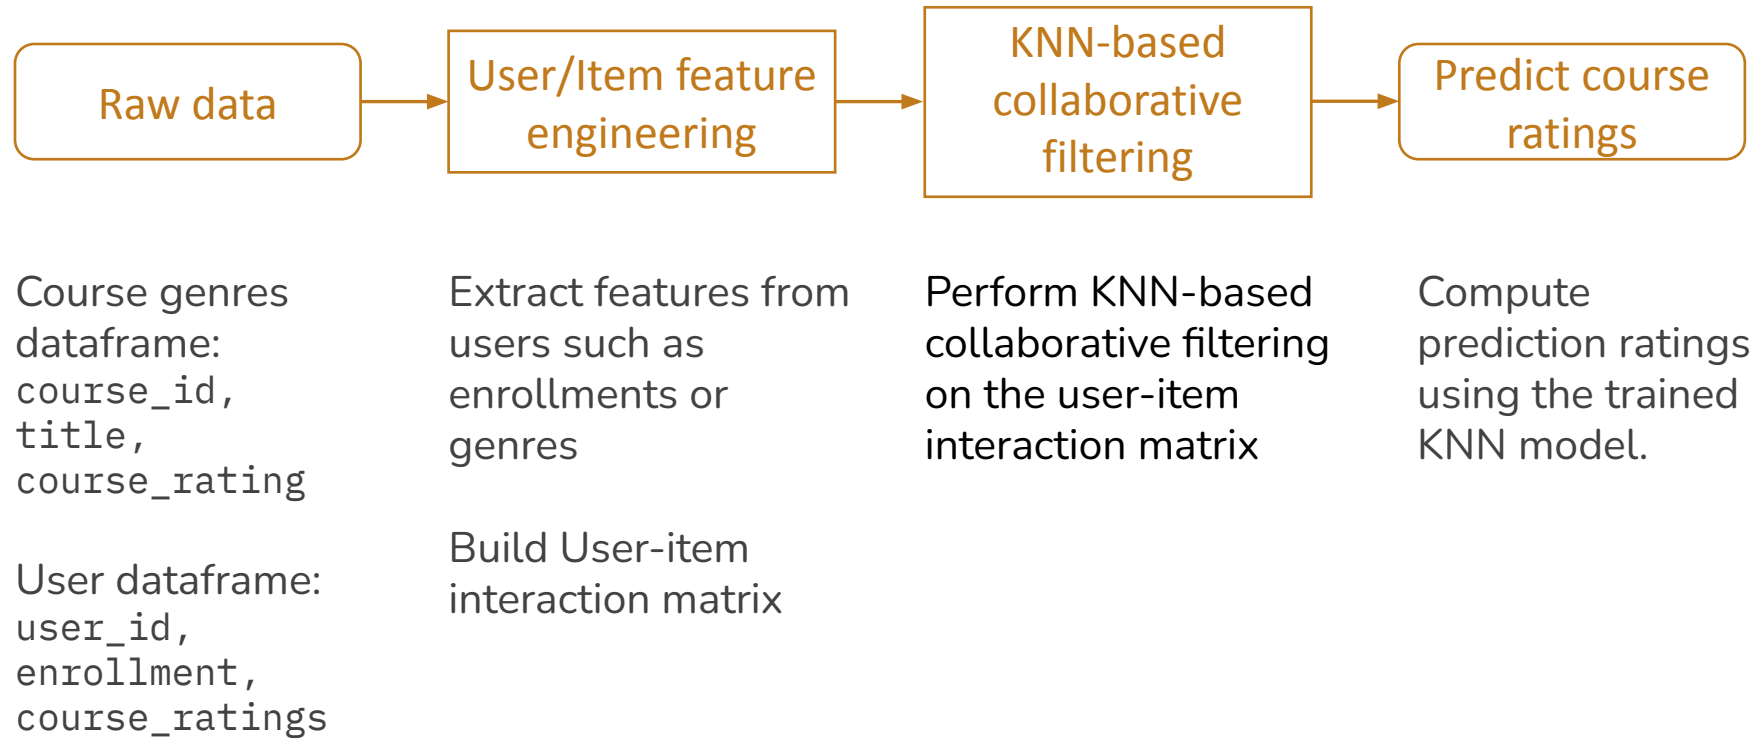 Raw data
User/Item feature
engineering
KNN-based
collaborative
filtering
Predict course
ratings
Course genres
dataframe:
course_id,
title,
course_rating
User dataframe:
user_id,
enrollment,
course_ratings
Extract features from
users such as
enrollments or
genres
Build User-item
interaction matrix
Perform KNN-based
collaborative filtering
on the user-item
interaction matrix
Compute
prediction ratings
using the trained
KNN model.